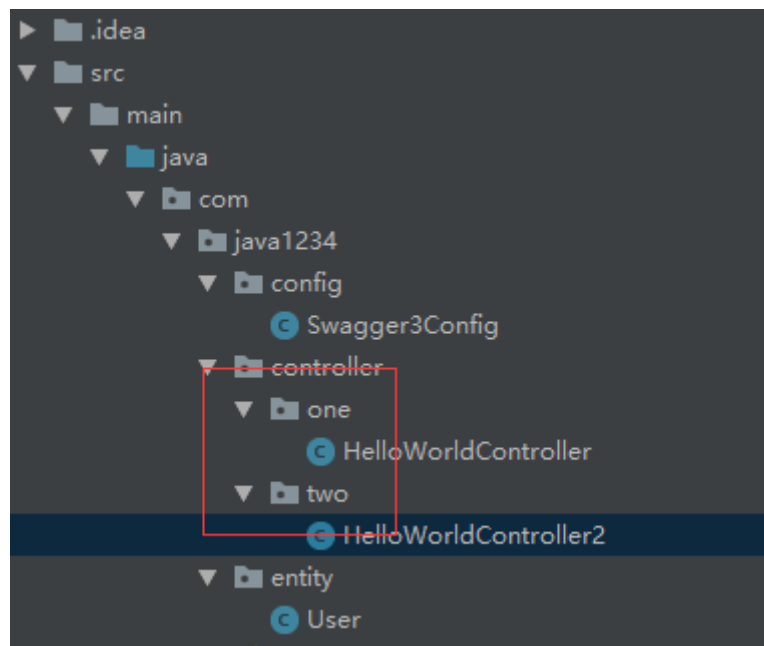 .idea
src
main
java
com
java1234
config
Swagger3Config
controller
one
HelloWorldController
two
HelloWorldController2
entity
User